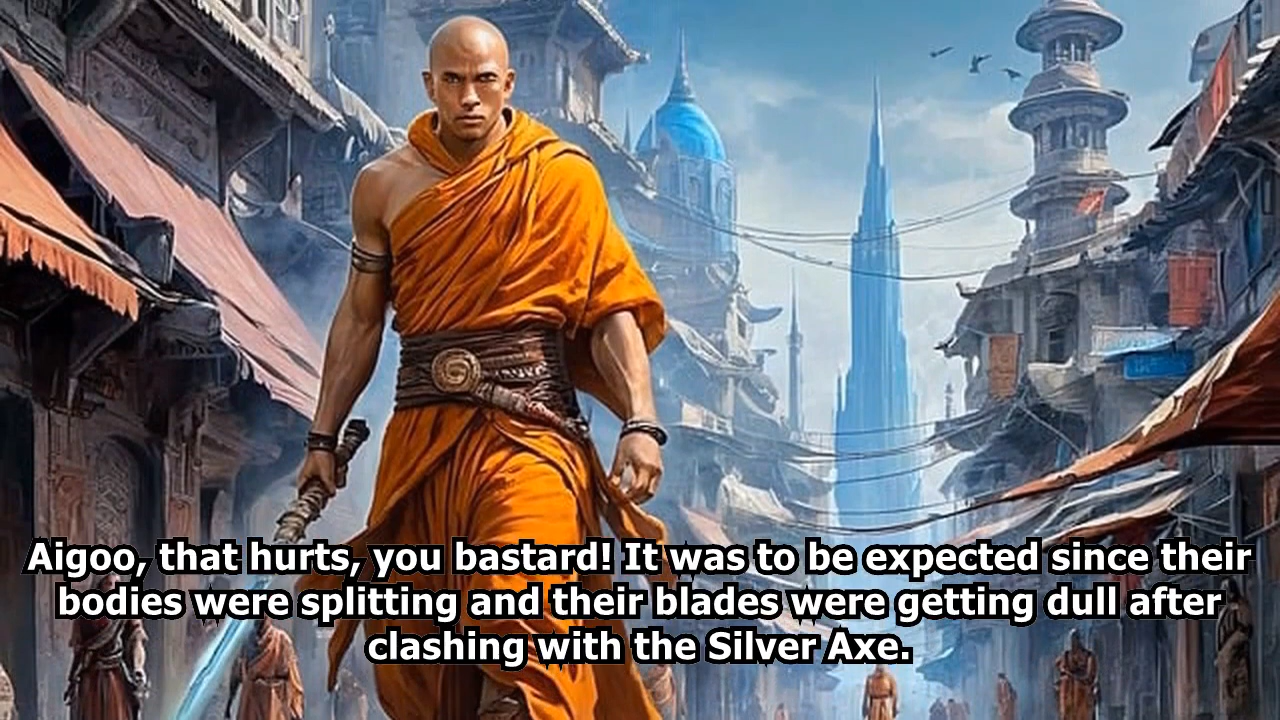 Aigoo, that hurts, you bastard! It was to be expected since their
bodies were splitting and their blades were getting dull after
clashing with the Silver Axe.